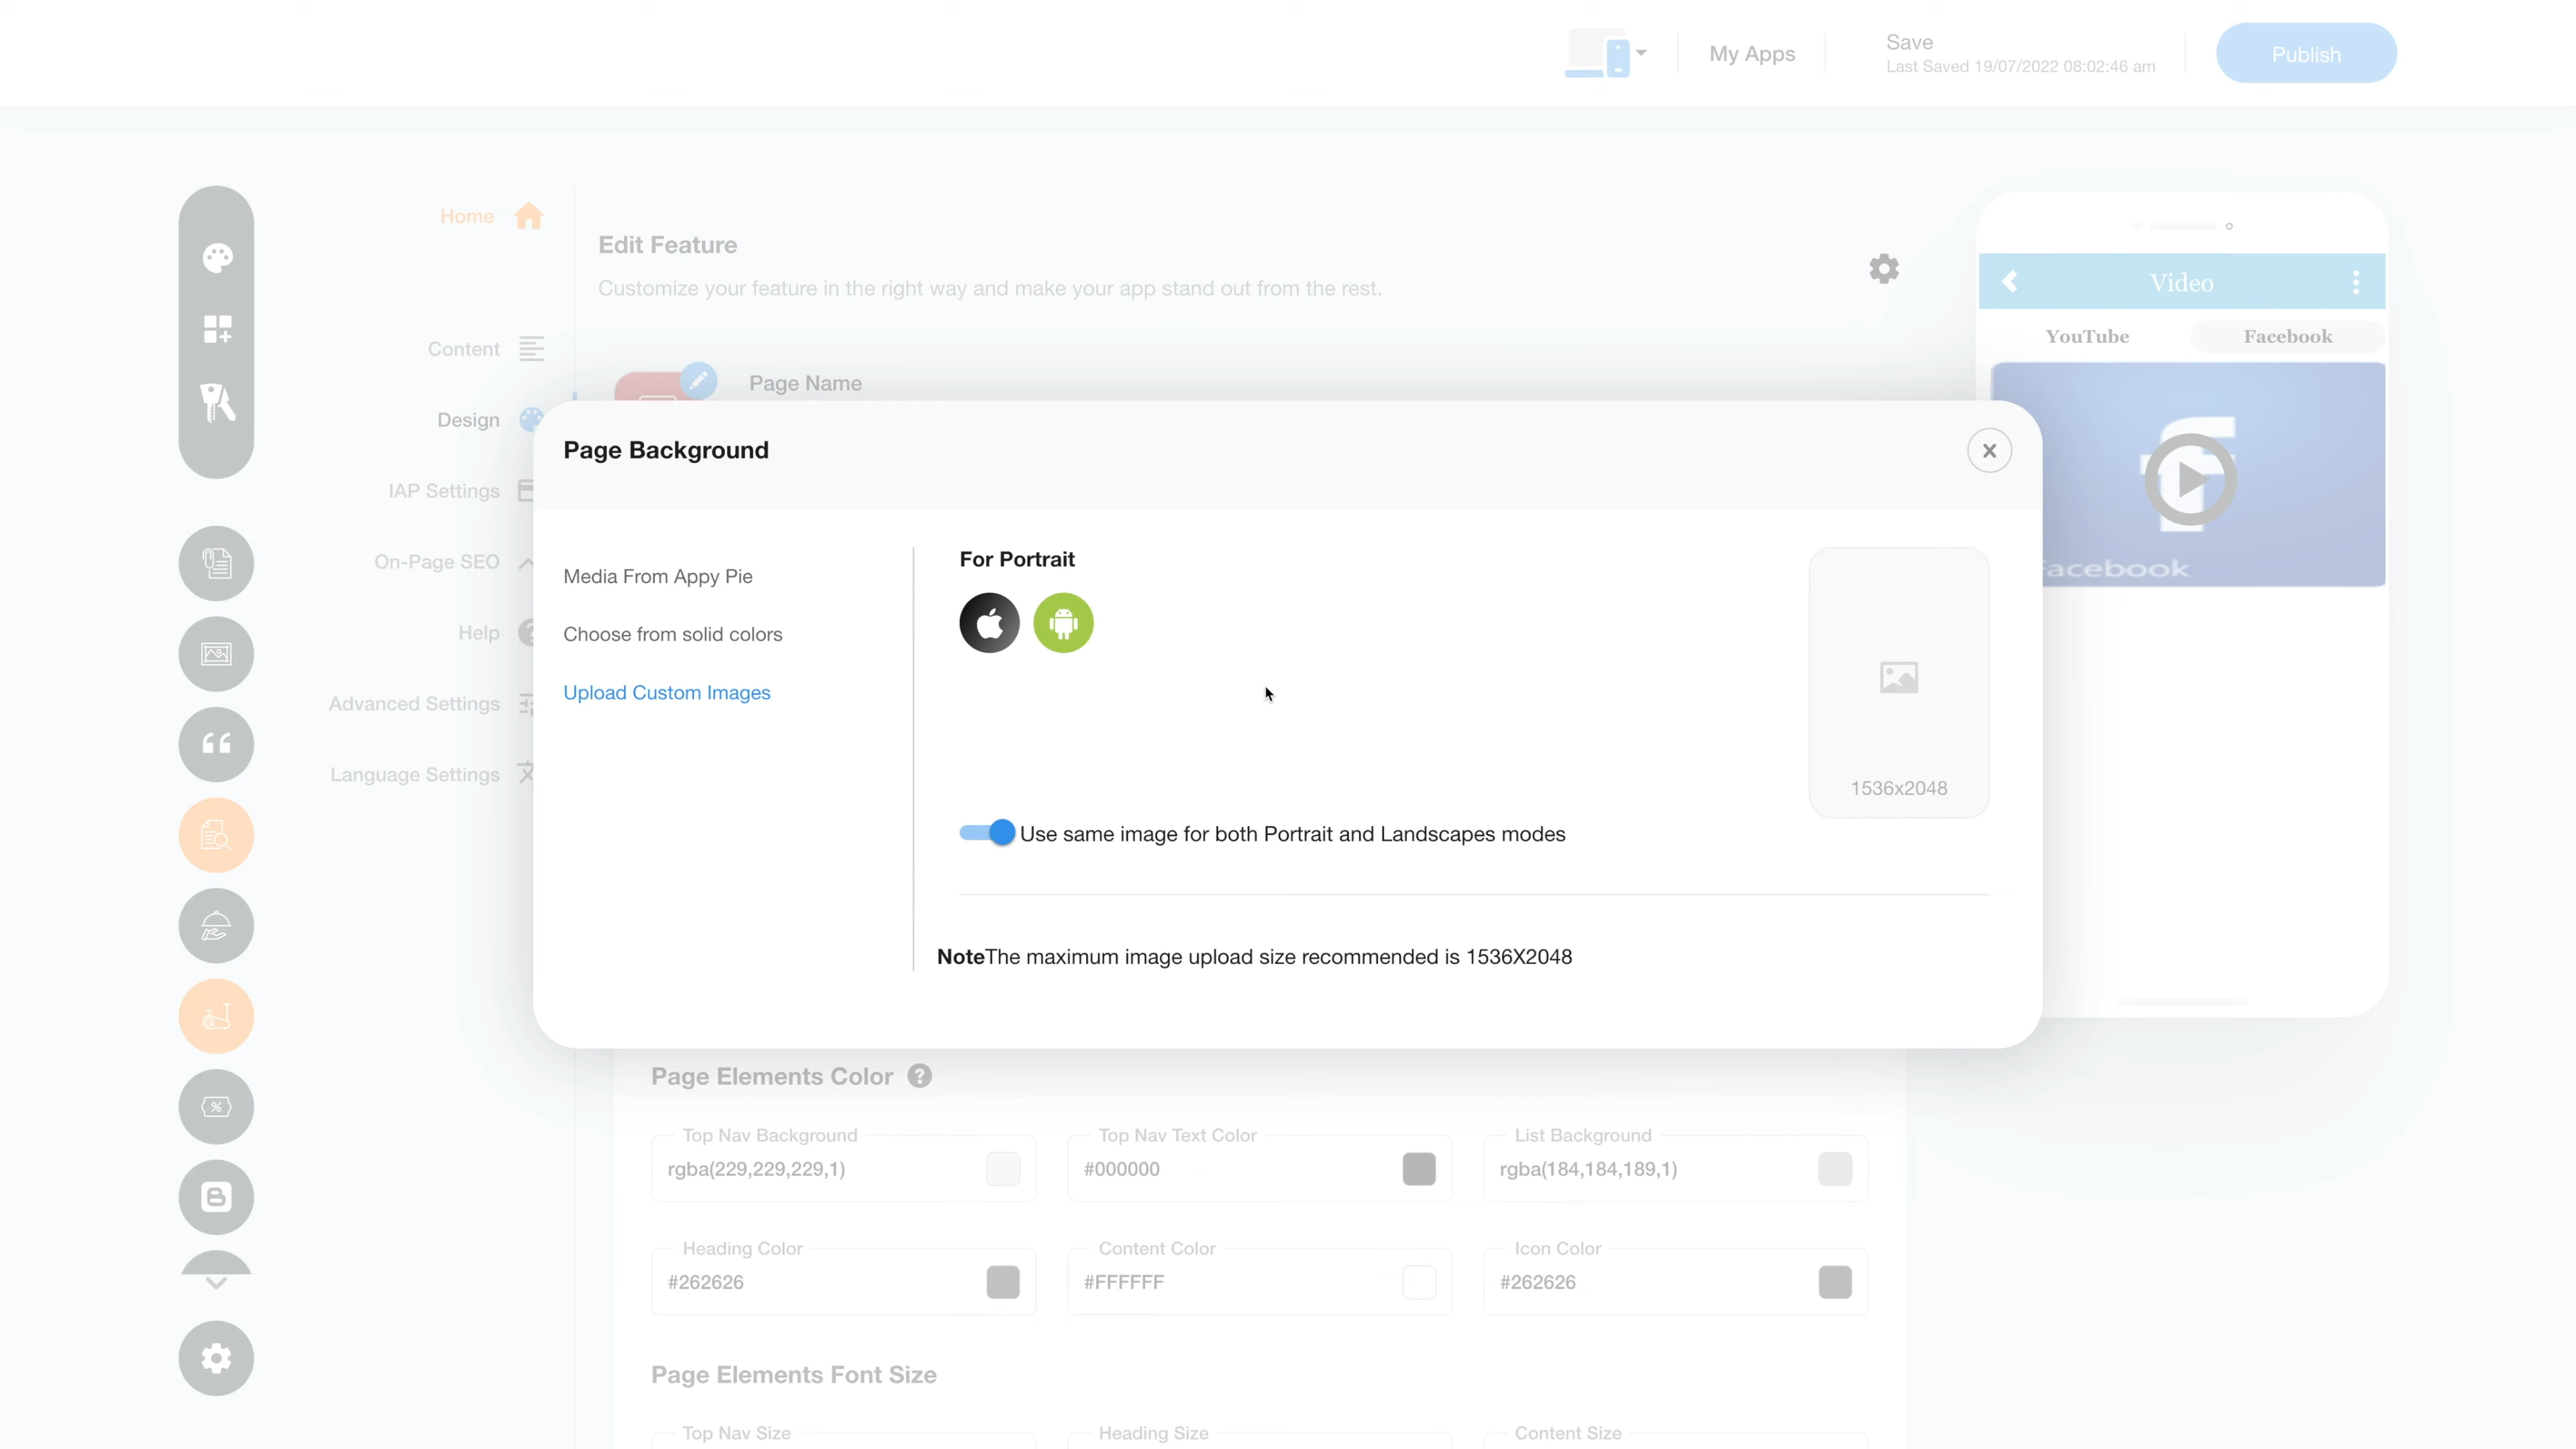 My Apps
Save
Last Saved 19/07/2022 08:02:46 am
Publish
Home
Content
Design
IAP Settings
On-Page SEO
Help
Advanced Settings
Language Settings
Edit Feature
Customize your feature in the right way and make your app stand out from the rest.
Page Name
Video
YouTube
Facebook
acebook
Page Background
Media From Appy Pie
Choose from solid colors
Upload Custom Images
For Portrait
1536x2048
Use same image for both Portrait and Landscapes modes
NoteThe maximum image upload size recommended is 1536X2048
Page Elements Color
Top Nav Background
rgba(229,229,229,1)
Top Nav Text Color
#000000
List Background
rgba(184,184,189,1)
Heading Color
#262626
Content Color
#FFFFFF
Icon Color
#262626
Page Elements Font Size
Top Nav Size
Heading Size
Content Size